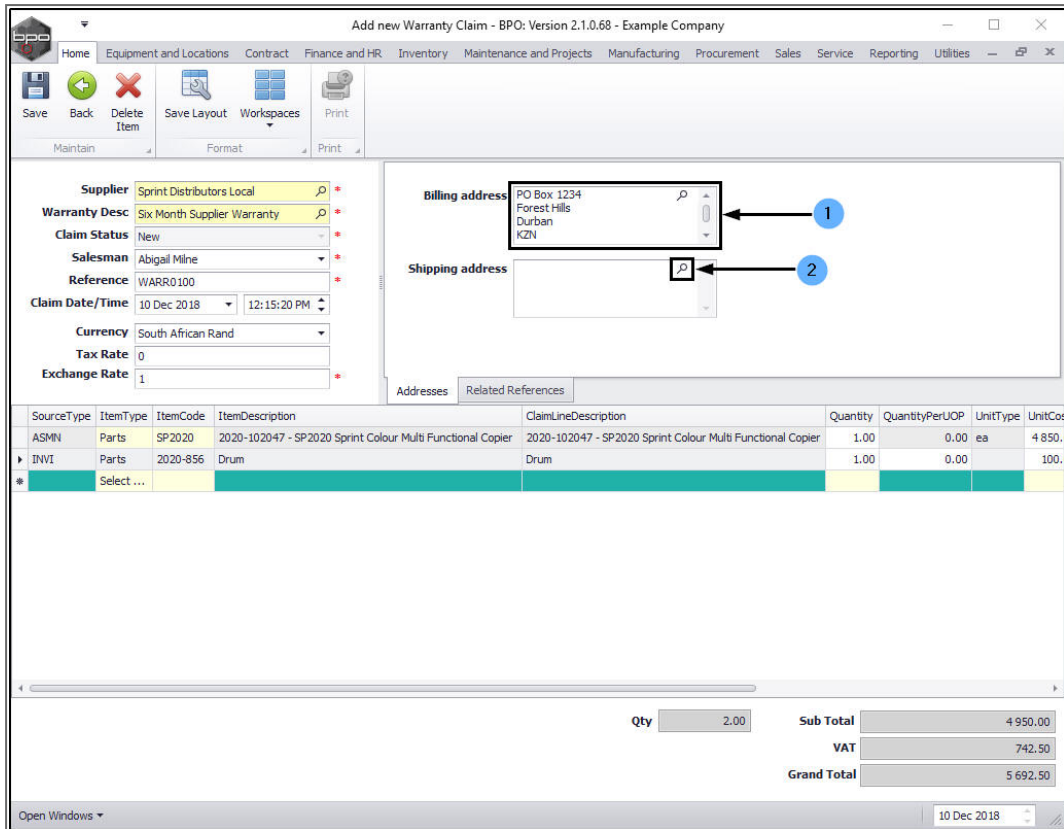 Add new Warranty Claim - BPO: Version 2.1.0.68 - Example Company
bpo
Home Equipment and Locations Contract Finance and HR Inventory Maintenance and Projects Manufacturing Procurement Sales Service Reporting Utilities
Save Back Delete Item Save Layout Workspaces Print
Maintain Format Print
Supplier Sprint Distributors Local *
Warranty Desc Six Month Supplier Warranty *
Claim Status New *
Salesman Abigail Milne *
Reference WARR0100 *
Claim Date/Time 10 Dec 2018 12:15:20 PM
Currency South African Rand
Tax Rate 0
Exchange Rate 1 *
Billing address PO Box 1234
Forest Hills
Durban
KZN
1
Shipping address
2
Addresses Related References
SourceType ItemType ItemCode ItemDescription ClaimLineDescription Quantity QuantityPerUOP UnitType UnitCos
ASMN Parts SP2020 2020-102047 - SP2020 Sprint Colour Multi Functional Copier 2020-102047 - SP2020 Sprint Colour Multi Functional Copier 1.00 0.00 ea 4 850.
INVI Parts 2020-856 Drum Drum 1.00 0.00 100.
Select ...
Qty 2.00 Sub Total 4 950.00
VAT 742.50
Grand Total 5 692.50
Open Windows 10 Dec 2018